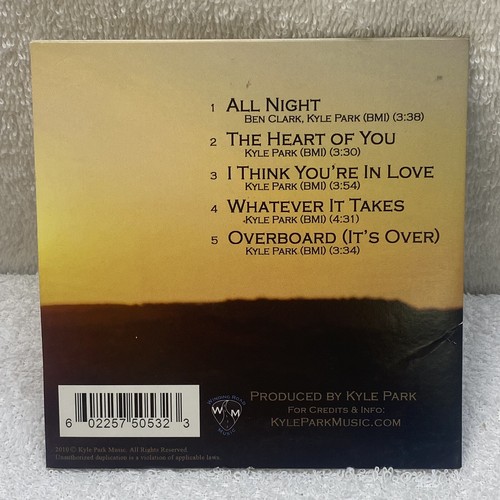 1 All Night
Ben Clark, Kyle Park (BMI) (3:38)
2 The Heart of You
Kyle Park (BMI) (3:30)
3 I Think You're In Love
Kyle Park (BMI) (3:54)
4 Whatever It Takes
Kyle Park (BMI) (4:31)
5 Overboard (It's Over)
Kyle Park (BMI) (3:34)
6 02257 50532 3
Winding Road
WM
Music
Produced by Kyle Park
For Credits & Info:
KyleParkMusic.com
2010 © Kyle Park Music. All Rights Reserved
Unauthorized duplication is a violation of applicable laws.